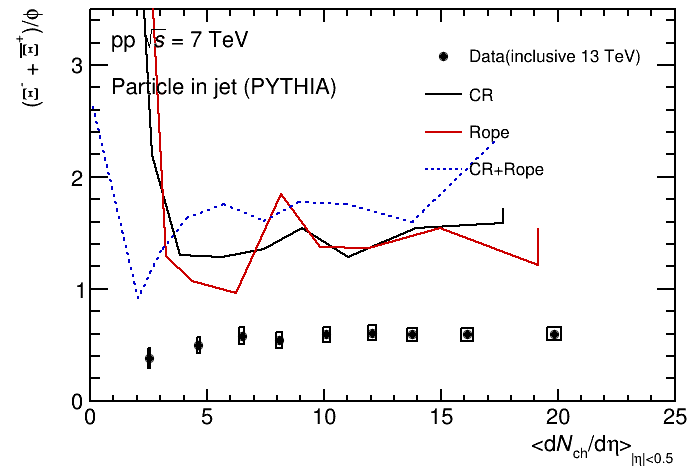 (Ξ⁻ + Ξ̅⁺)/ϕ
pp √s = 7 TeV
Particle in jet (PYTHIA)
Data(inclusive 13 TeV)
CR
Rope
CR+Rope
3
2
1
0
0 5 10 15 20 25
<dN_ch/dη>_|η|<0.5